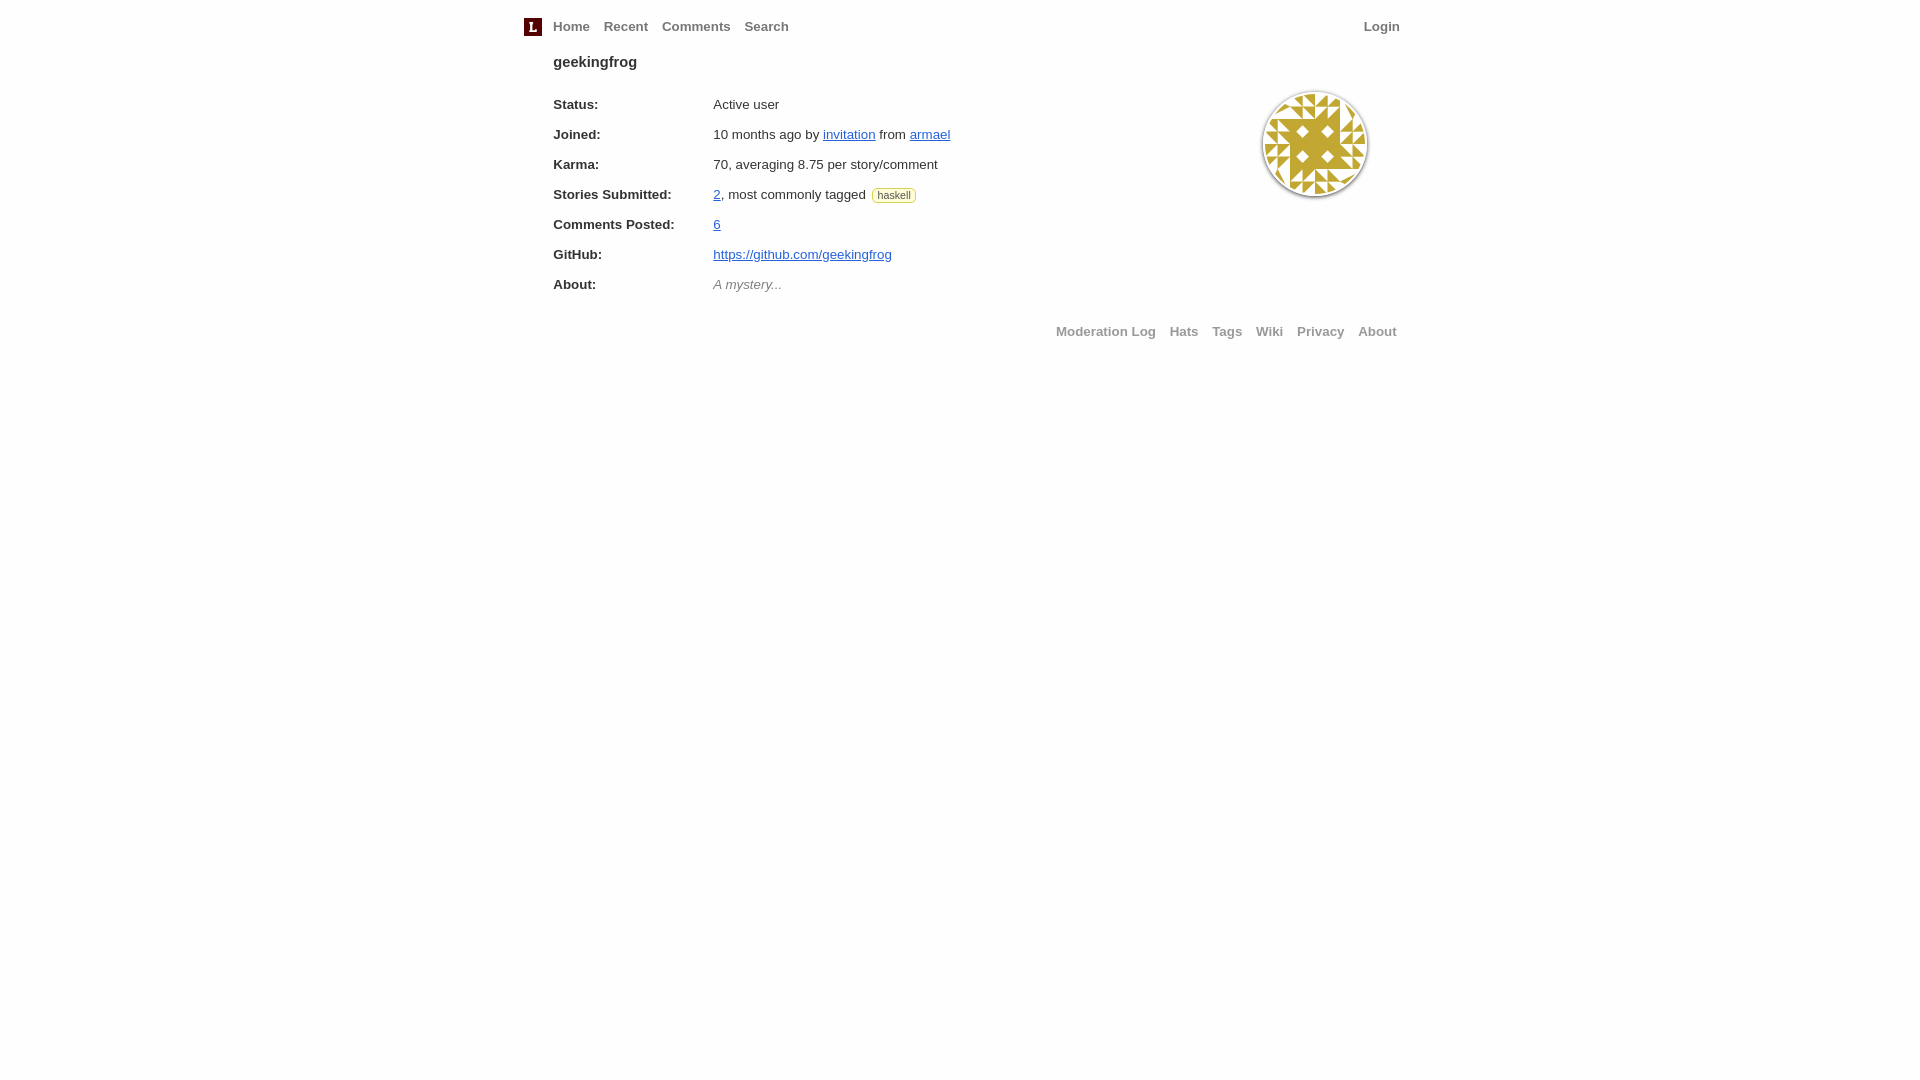 L Home Recent Comments Search Login
geekingfrog
Status: Active user
Joined: 10 months ago by invitation from armael
Karma: 70, averaging 8.75 per story/comment
Stories Submitted: 2, most commonly tagged haskell
Comments Posted: 6
GitHub: https://github.com/geekingfrog
About: A mystery...
Moderation Log Hats Tags Wiki Privacy About